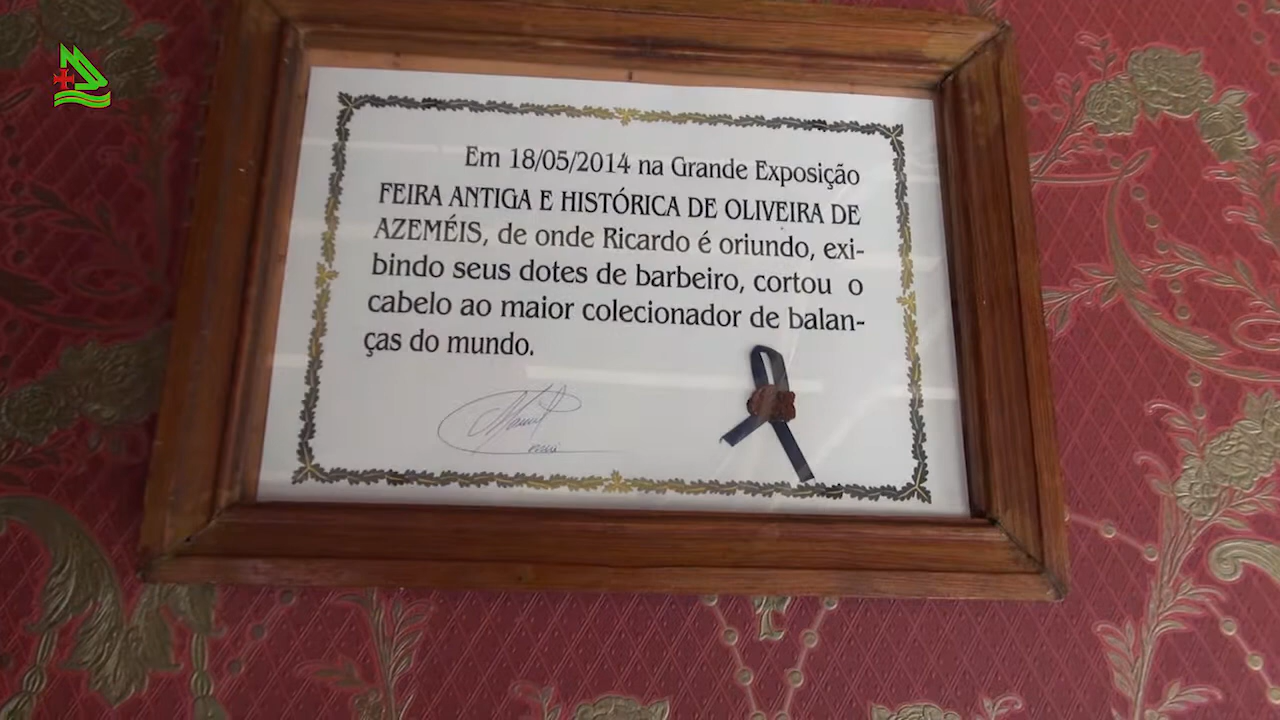 Em 18/05/2014 na Grande Exposição
FEIRA ANTIGA E HISTÓRICA DE OLIVEIRA DE
AZEMÉIS, de onde Ricardo é oriundo, exi-
bindo seus dotes de barbeiro, cortou o
cabelo ao maior colecionador de balan-
ças do mundo.